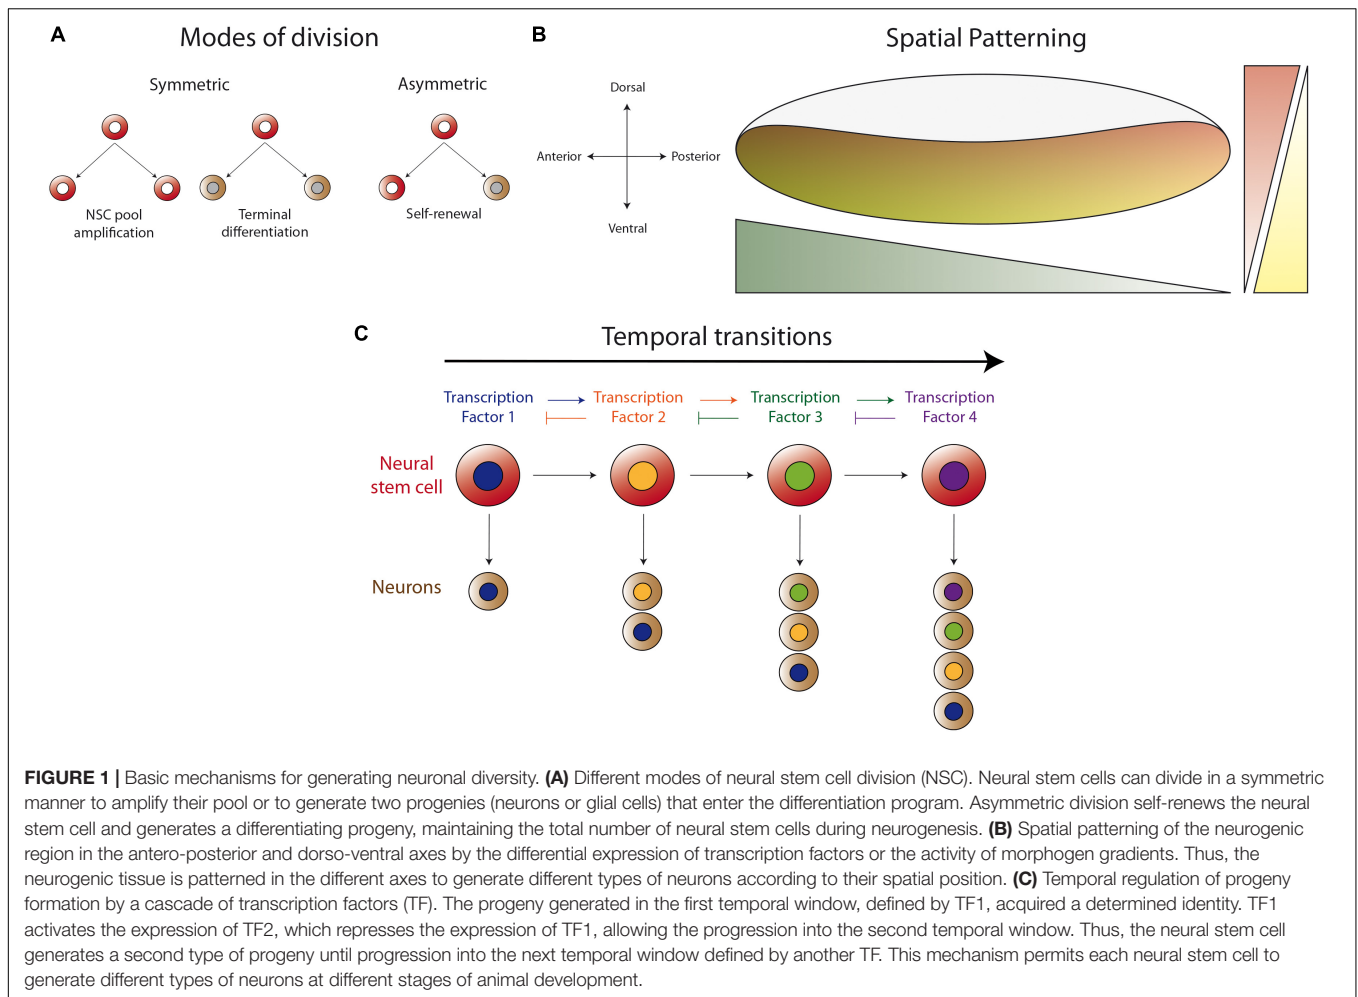 A
Modes of division
Symmetric
Asymmetric
NSC pool
amplification
Terminal
differentiation
Self-renewal
B
Spatial Patterning
Dorsal
Anterior
Posterior
Ventral
C
Temporal transitions
Transcription
Factor 1
Transcription
Factor 2
Transcription
Factor 3
Transcription
Factor 4
Neural
stem cell
Neurons
FIGURE 1 | Basic mechanisms for generating neuronal diversity. (A) Different modes of neural stem cell division (NSC). Neural stem cells can divide in a symmetric
manner to amplify their pool or to generate two progenies (neurons or glial cells) that enter the differentiation program. Asymmetric division self-renews the neural
stem cell and generates a differentiating progeny, maintaining the total number of neural stem cells during neurogenesis. (B) Spatial patterning of the neurogenic
region in the antero-posterior and dorso-ventral axes by the differential expression of transcription factors or the activity of morphogen gradients. Thus, the
neurogenic tissue is patterned in the different axes to generate different types of neurons according to their spatial position. (C) Temporal regulation of progeny
formation by a cascade of transcription factors (TF). The progeny generated in the first temporal window, defined by TF1, acquired a determined identity. TF1
activates the expression of TF2, which represses the expression of TF1, allowing the progression into the second temporal window. Thus, the neural stem cell
generates a second type of progeny until progression into the next temporal window defined by another TF. This mechanism permits each neural stem cell to
generate different types of neurons at different stages of animal development.